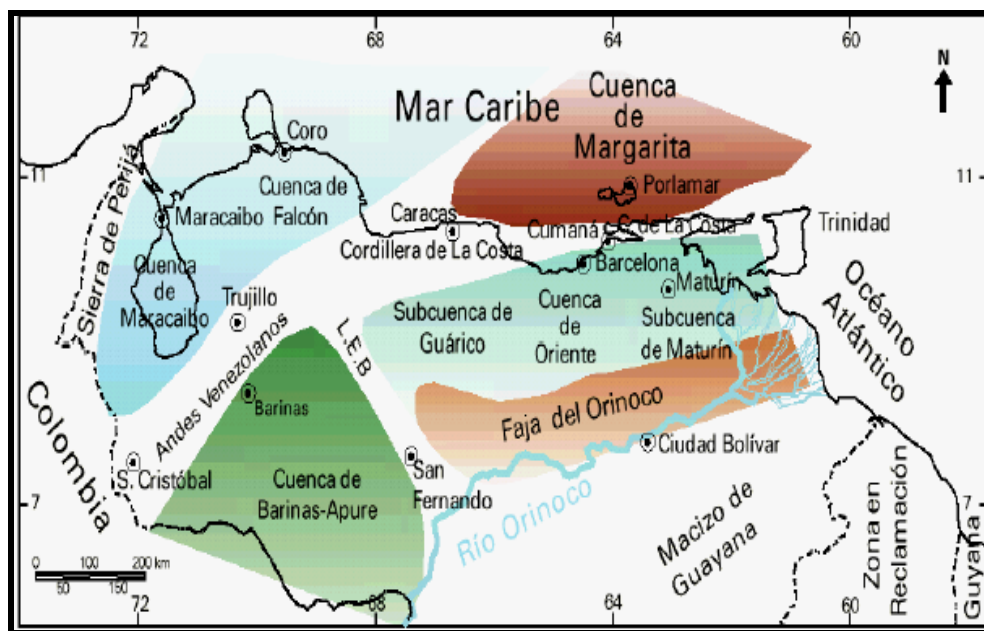 72
68
64
60
N
Mar Caribe
Cuenca
de
Margarita
Coro
11
11
Sierra de Perijá
Cuenca de
Falcón
Porlamar
Maracaibo
Caracas
Cumaná
C. de La Costa
Trinidad
Cordillera de La Costa
Barcelona
Cuenca
de
Maracaibo
Trujillo
Maturín
Océano
Atlántico
L.E.B
Subcuenca de
Guárico
Cuenca
de
Oriente
Subcuenca
de Maturín
Andes Venezolanos
Barinas
Faja del Orinoco
Colombia
Ciudad Bolívar
S. Cristóbal
San
Fernando
Cuenca de
Barinas-Apure
7
7
Río Orinoco
Macizo de
Guayana
Zona en
Reclamación
Guyana
0
100
200 km
50
150
72
68
64
60